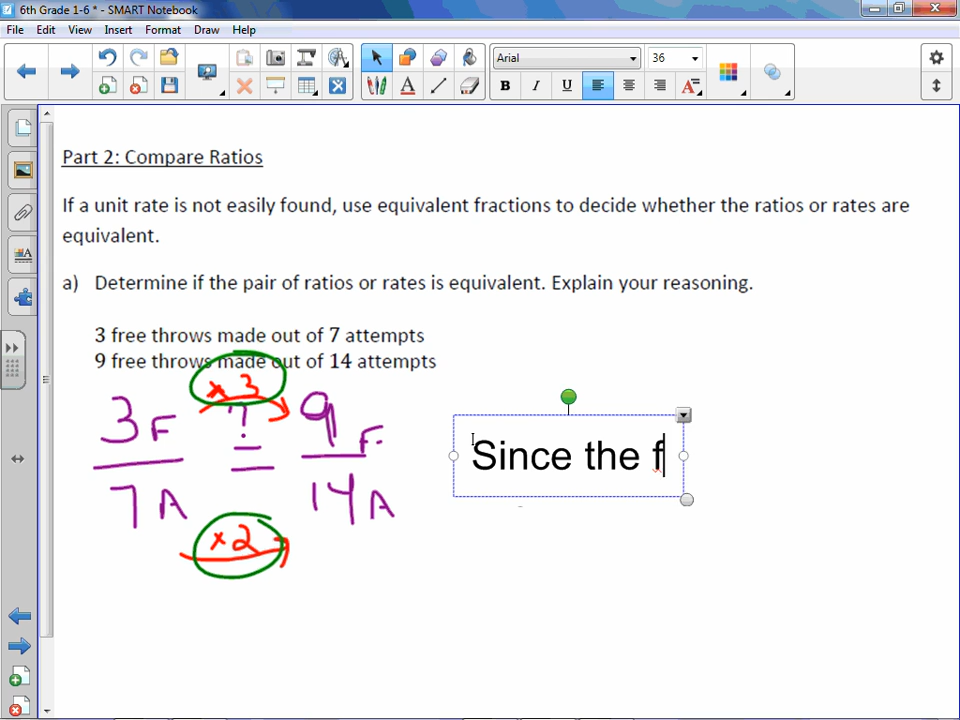 6th Grade 1-6 * - SMART Notebook
File Edit View Insert Format Draw Help
Arial 36
B I U A
Part 2: Compare Ratios
If a unit rate is not easily found, use equivalent fractions to decide whether the ratios or rates are
equivalent.
a) Determine if the pair of ratios or rates is equivalent. Explain your reasoning.
3 free throws made out of 7 attempts
9 free throws made out of 14 attempts
x 3
3F ? 9F
=
7A 14A
x2
Since the f